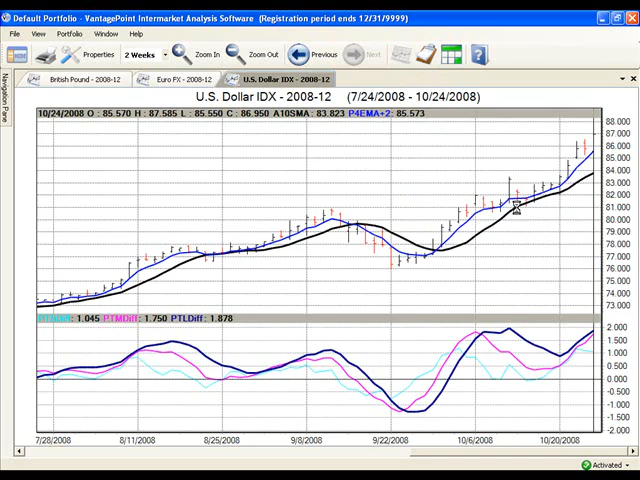 Default Portfolio - VantagePoint Intermarket Analysis Software (Registration period ends 12/31/9999)
File View Portfolio Window Help
Properties 2 Weeks Zoom In Zoom Out Previous Next
British Pound - 2008-12 Euro FX - 2008-12 U.S. Dollar IDX - 2008-12
Navigation Pane
U.S. Dollar IDX - 2008-12 (7/24/2008 - 10/24/2008)
10/24/2008 O : 85.570 H : 87.585 L : 85.550 C : 86.950 A10SMA : 83.823 P4EMA+2 : 85.573
88.000
87.000
86.000
85.000
84.000
83.000
82.000
81.000
80.000
79.000
78.000
77.000
76.000
75.000
74.000
73.000
PTSDiff : 1.045 PTMDiff : 1.750 PTLDiff : 1.878
2.000
1.500
1.000
0.500
0.000
-0.500
-1.000
-1.500
-2.000
7/28/2008 8/11/2008 8/25/2008 9/8/2008 9/22/2008 10/6/2008 10/20/2008
Activated